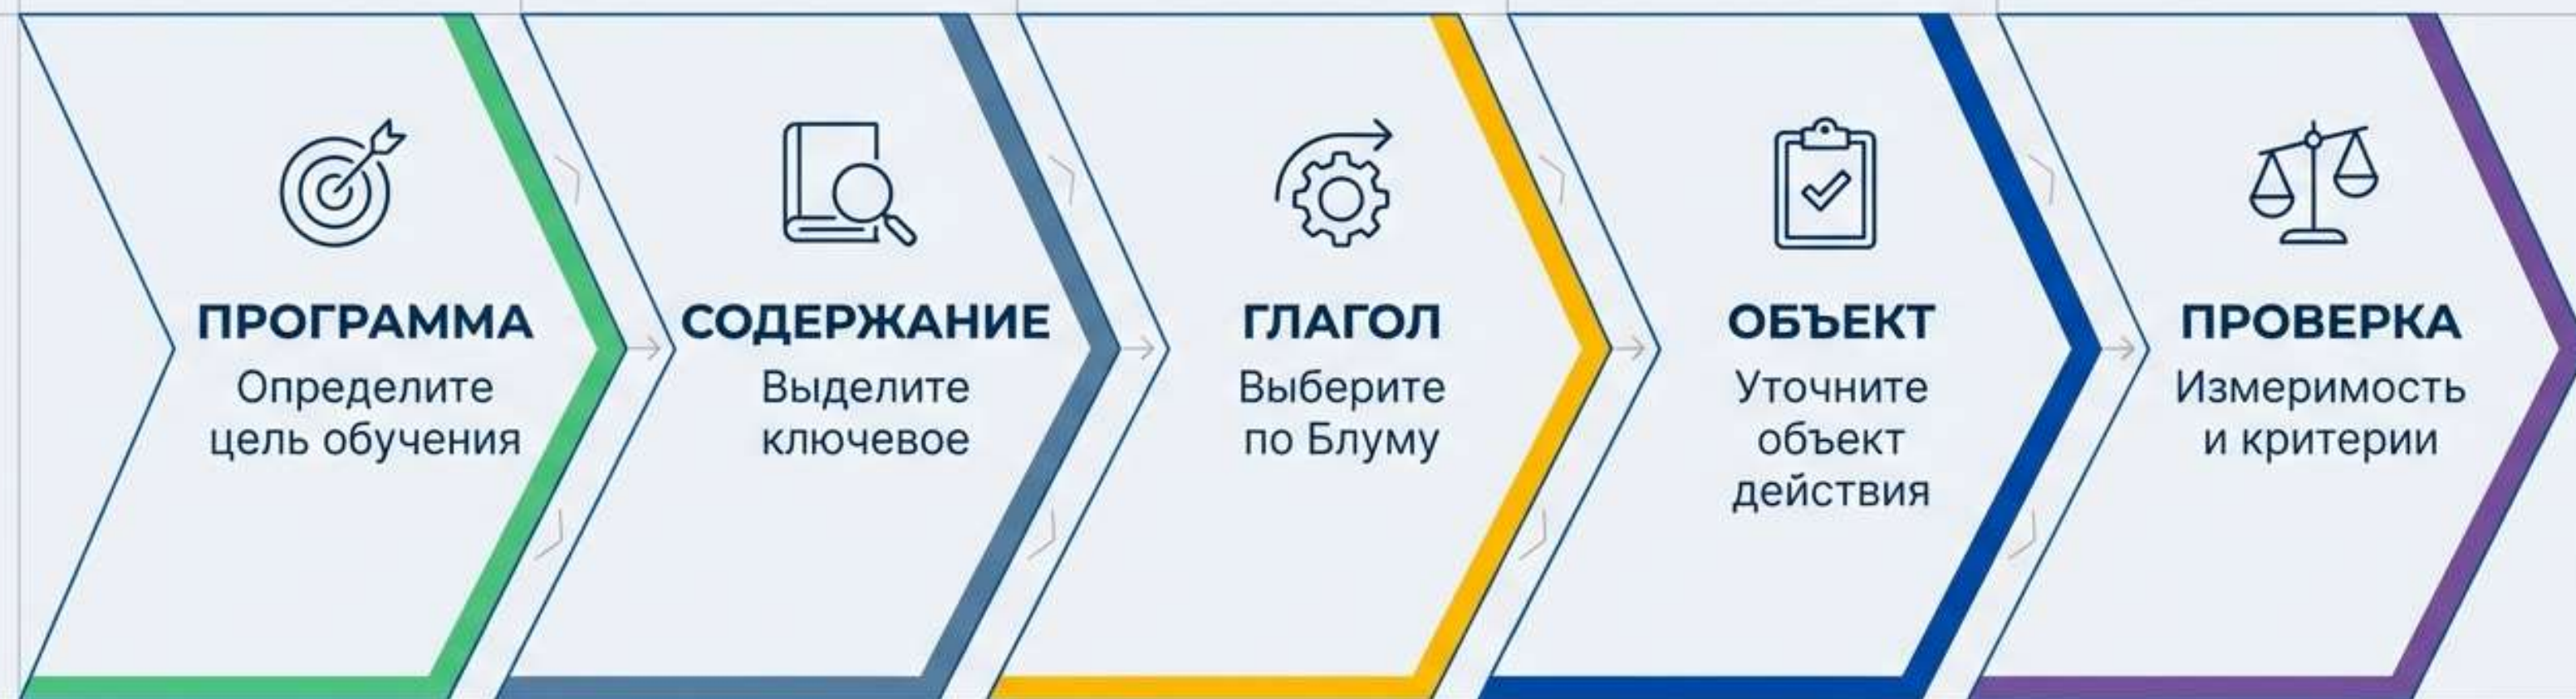 ПРОГРАММА
Определите
цель обучения
СОДЕРЖАНИЕ
Выделите
ключевое
ГЛАГОЛ
Выберите
по Блуму
ОБЪЕКТ
Уточните
объект
действия
ПРОВЕРКА
Измеримость
и критерии